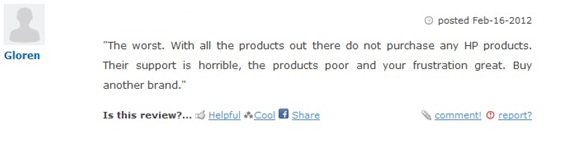 posted Feb-16-2012
Gloren
"The worst. With all the products out there do not purchase any HP products.
Their support is horrible, the products poor and your frustration great. Buy
another brand."
Is this review?... Helpful Cool Share comment! report?